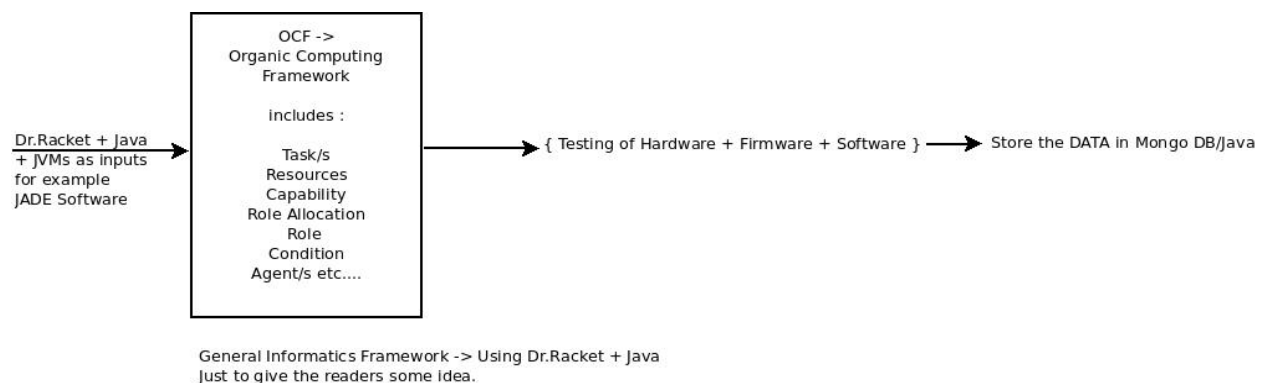 Dr.Racket + Java
+ JVMs as inputs
for example
JADE Software
OCF ->
Organic Computing
Framework
includes :
Task/s
Resources
Capability
Role Allocation
Role
Condition
Agent/s etc....
{ Testing of Hardware + Firmware + Software }
Store the DATA in Mongo DB/Java
General Informatics Framework -> Using Dr.Racket + Java
Just to give the readers some idea.